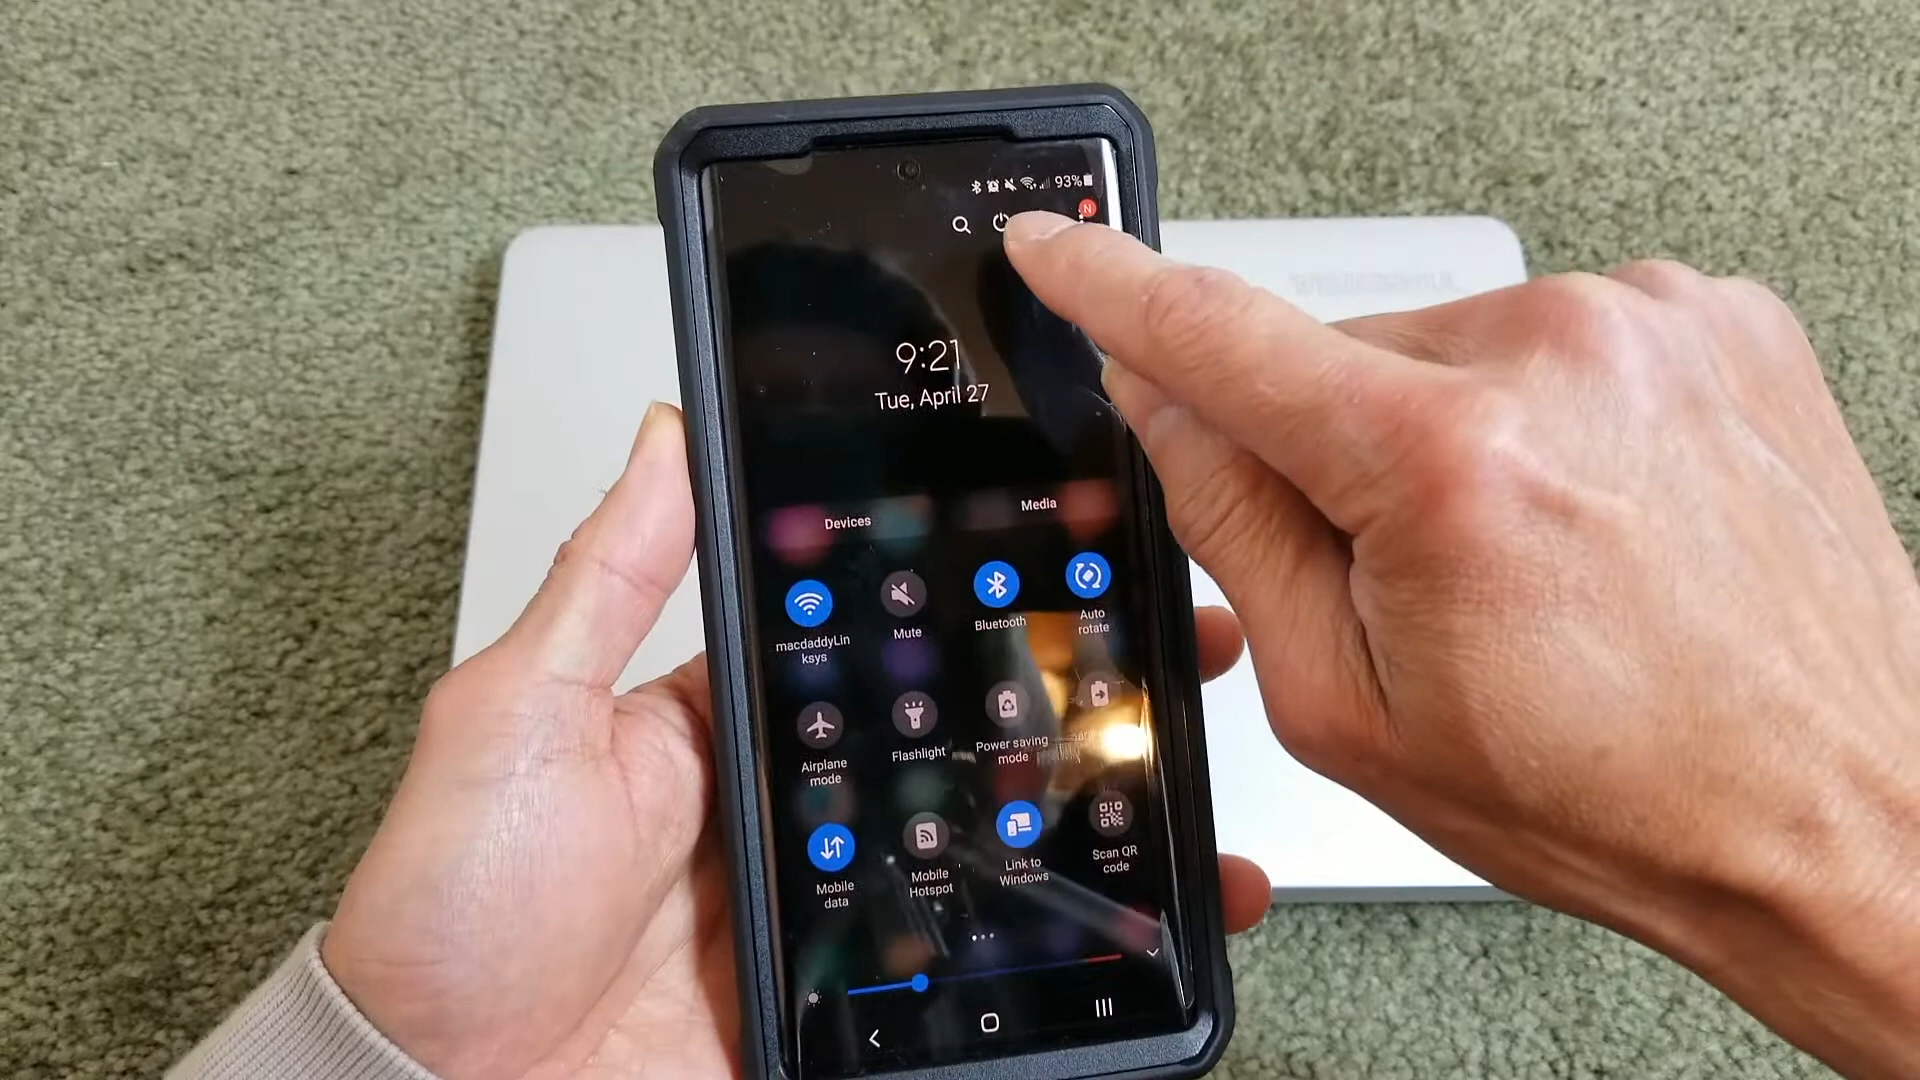 93%
N
9:21
Tue, April 27
Devices
Media
macdaddyLin
ksys
Mute
Bluetooth
Auto
rotate
Airplane
mode
Flashlight
Power saving
mode
Mobile
data
Mobile
Hotspot
Link to
Windows
Scan QR
code